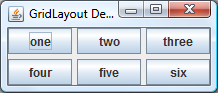 GridLayout De...
one two three
four five six